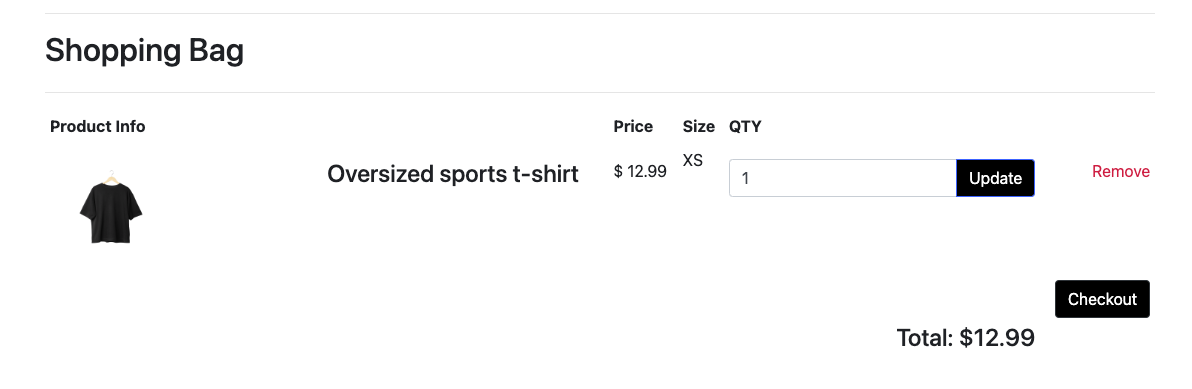 Shopping Bag
Product Info Price Size QTY
Oversized sports t-shirt $ 12.99 XS 1 Update Remove
Checkout
Total: $12.99